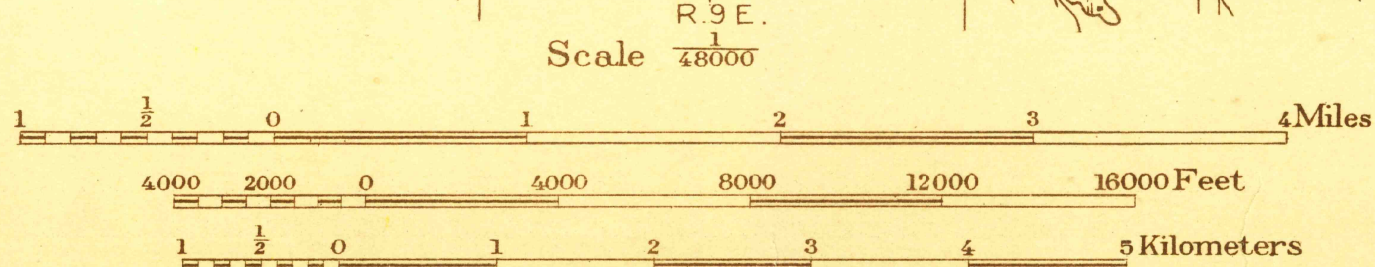 R.9 E.
Scale 1/48000
1 1/2 0 1 2 3 4 Miles
4000 2000 0 4000 8000 12000 16000 Feet
1 1/2 0 1 2 3 4 5 Kilometers